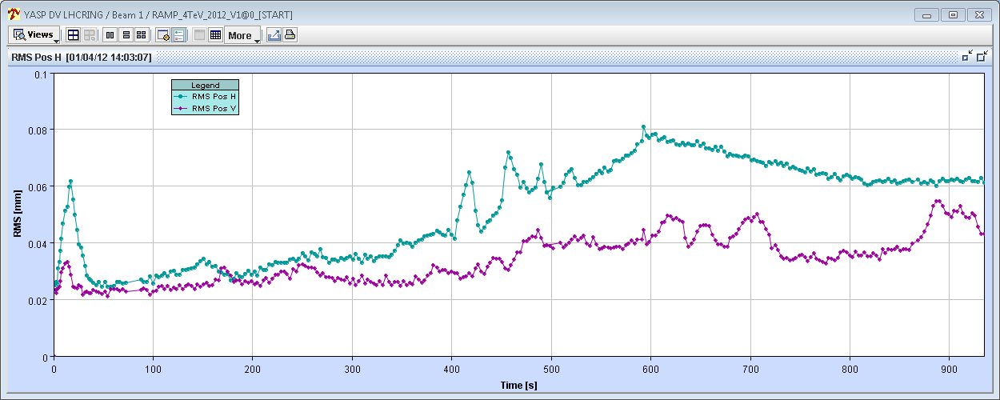 YASP DV LHCRING / Beam 1 / RAMP_4TeV_2012_V1@0_[START]
Views More
RMS Pos H [01/04/12 14:03:07]
Legend
RMS Pos H
RMS Pos V
0.1
0.08
0.06
0.04
0.02
0
RMS [mm]
0 100 200 300 400 500 600 700 800 900
Time [s]